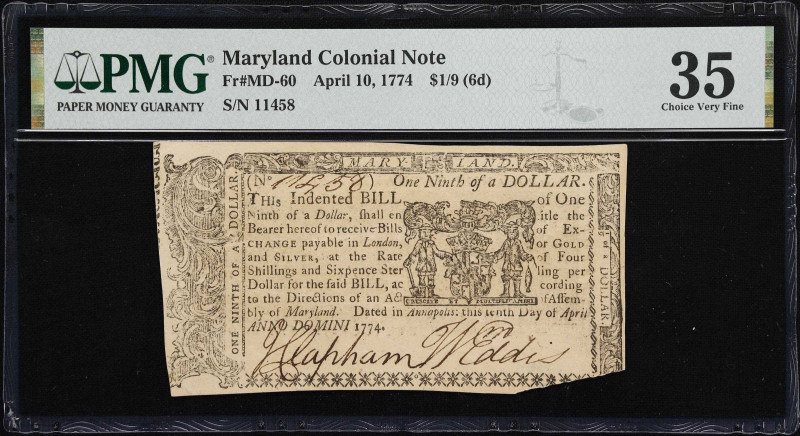 PMG®
PAPER MONEY GUARANTY
Maryland Colonial Note
Fr#MD-60 April 10, 1774 $1/9 (6d)
S/N 11458
35
Choice Very Fine
MARY LAND.
ONE NINTH OF A DOLLAR.
(No 11458) One Ninth of a DOLLAR.
THis Indented BILL of One
Ninth of a Dollar, shall en title the
Bearer hereof to receive Bills of Ex-
CHANGE payable in London, or GOLD
and SILVER, at the Rate of Four
Shillings and Sixpence Ster ling per
Dollar for the said BILL, ac cording
to the Directions of an Act of Assem-
CRESCITE ET MULTIPLICAMINI
bly of Maryland. Dated in Annapolis this tenth Day of April
ANNO DOMINI 1774.
JClapham Wm Eddis
of a DOLLAR.